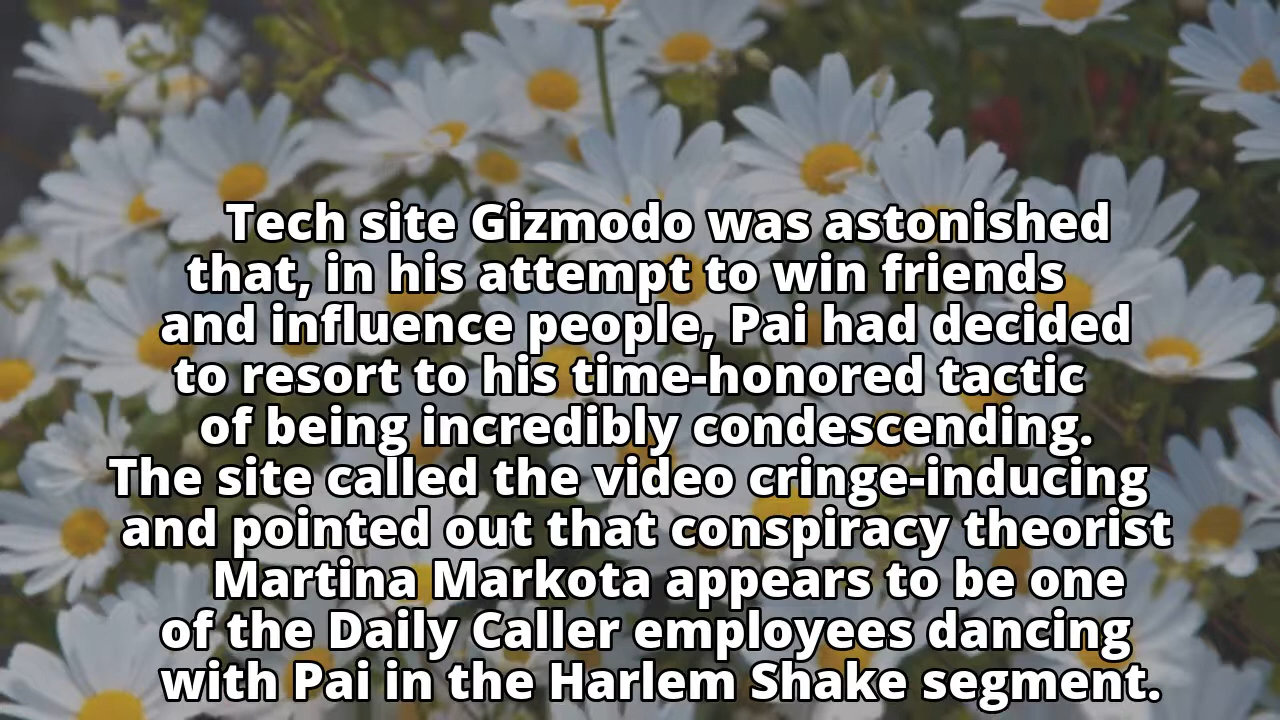 Tech site Gizmodo was astonished
that, in his attempt to win friends
and influence people, Pai had decided
to resort to his time-honored tactic
of being incredibly condescending.
The site called the video cringe-inducing
and pointed out that conspiracy theorist
Martina Markota appears to be one
of the Daily Caller employees dancing
with Pai in the Harlem Shake segment.